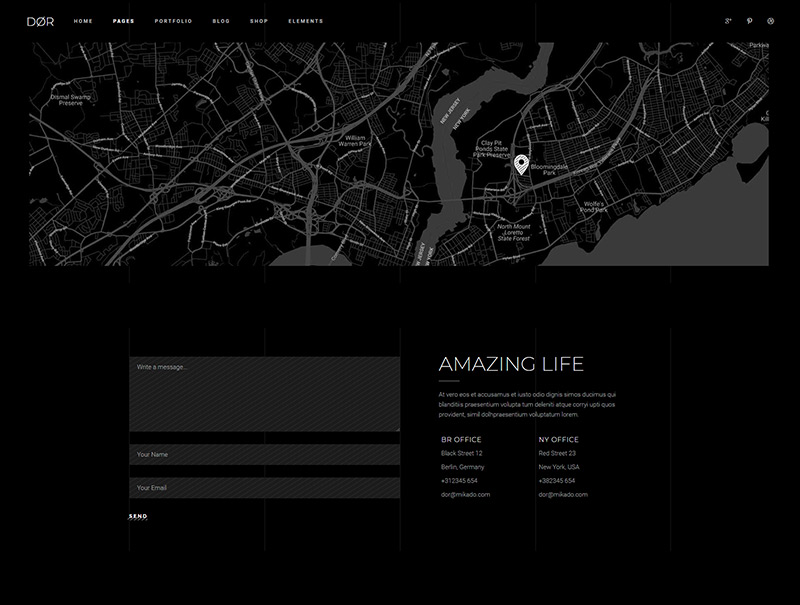 DØR HOME PAGES PORTFOLIO BLOG SHOP ELEMENTS
Parkwa
Dismal Swamp
Preserve
William
Warren Park
NEW JERSEY
NEW YORK
Clay Pit
Ponds State
Park Preserve
Bloomingdale
Park
Wolfe's
Pond Park
North Mount
Loretto
State Forest
NEW YORK
Write a message...
Your Name
Your Email
SEND
AMAZING LIFE
At vero eos et accusamus et iusto odio dignis simos ducimus qui
blanditiis praesentium volupta tum deleniti atque corryi upti quos
provident, simil dolhpraesentium voluptatum lorem.
BR OFFICE
Black Street 12
Berlin, Germany
+312345 654
dor@mikado.com
NY OFFICE
Red Street 23
New York, USA
+382345 654
dor@mikado.com